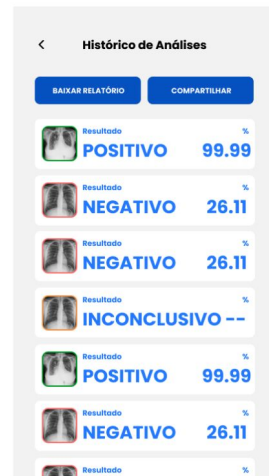 Histórico de Análises
BAIXAR RELATÓRIO COMPARTILHAR
Resultado %
POSITIVO 99.99
Resultado %
NEGATIVO 26.11
Resultado %
NEGATIVO 26.11
Resultado %
INCONCLUSIVO --
Resultado %
POSITIVO 99.99
Resultado %
NEGATIVO 26.11
Resultado %